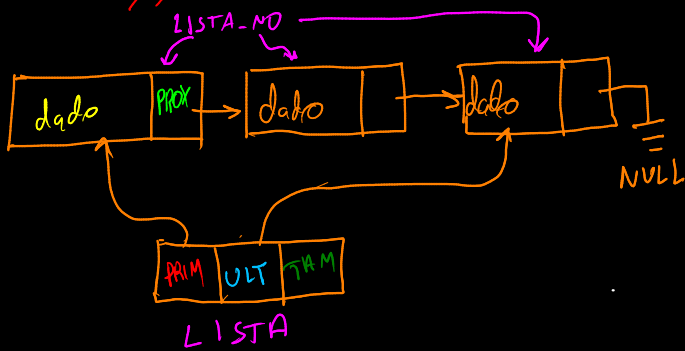 LISTA_NO
dado PROX dado dado
NULL
PRIM ULT TAM
LISTA